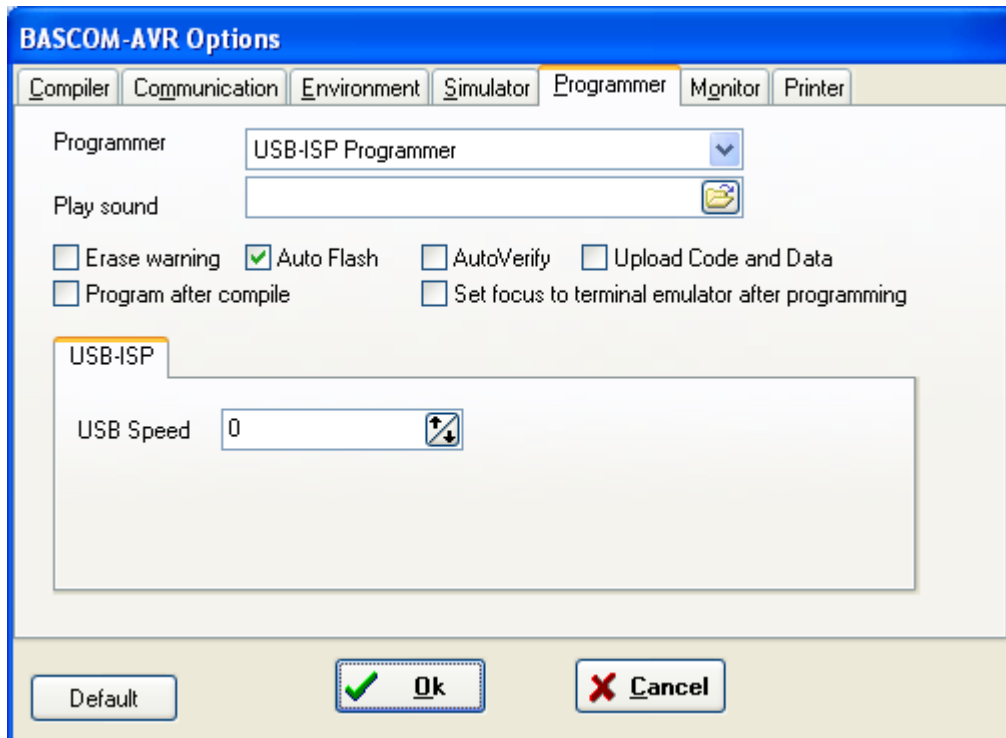 BASCOM-AVR Options
Compiler Communication Environment Simulator Programmer Monitor Printer
Programmer USB-ISP Programmer
Play sound
Erase warning Auto Flash AutoVerify Upload Code and Data
Program after compile Set focus to terminal emulator after programming
USB-ISP
USB Speed 0
Default Ok Cancel